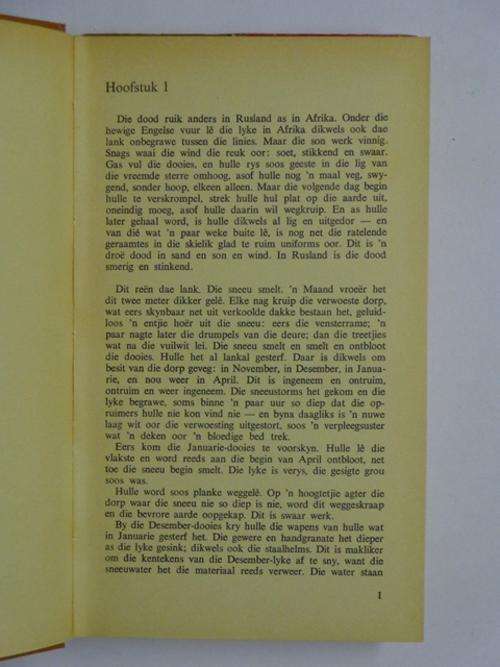 Hoofstuk 1
Die dood ruik anders in Rusland as in Afrika. Onder die
hewige Engelse vuur lê die lyke in Afrika dikwels ook dae
lank onbegrawe tussen die linies. Maar die son werk vinnig.
Snags waai die wind die reuk oor: soet, stikkend en swaar.
Gas vul die dooies, en hulle rys soos geeste in die lig van
die vreemde sterre omhoog, asof hulle nog 'n maal veg, swy-
gend, sonder hoop, elkeen alleen. Maar die volgende dag begin
hulle te verskrompel, strek hulle hul plat op die aarde uit,
oneindig moeg, asof hulle daarin wil wegkruip. En as hulle
later gehaal word, is hulle dikwels al lig en uitgedor — en
van dié wat 'n paar weke buite lê, is nog net die ratelende
geraamtes in die skielik glad te ruim uniforms oor. Dit is 'n
droë dood in sand en son en wind. In Rusland is die dood
smerig en stinkend.
Dit reën dae lank. Die sneeu smelt. 'n Maand vroeër het
dit twee meter dikker gelê. Elke nag kruip die verwoeste dorp,
wat eers skynbaar net uit verkoolde dakke bestaan het, geluid-
loos 'n entjie hoër uit die sneeu: eers die vensterrame; 'n
paar nagte later die drumpels van die deure; dan die treetjies
wat na die vuilwit lei. Die sneeu smelt en smelt en ontbloot
die dooies. Hulle het al lankal gesterf. Daar is dikwels om
besit van die dorp geveg: in November, in Desember, in Janua-
rie, en nou weer in April. Dit is ingeneem en ontruim,
ontruim en weer ingeneem. Die sneeustorms het gekom en die
lyke begrawe, soms binne 'n paar uur so diep dat die op-
ruimers hulle nie kon vind nie — en byna daagliks is 'n nuwe
laag wit oor die verwoesting uitgestort, soos 'n verpleegsuster
wat 'n deken oor 'n bloedige bed trek.
Eers kom die Januarie-dooies te voorskyn. Hulle lê die
vlakste en word reeds aan die begin van April ontbloot, net
toe die sneeu begin smelt. Die lyke is verys, die gesigte grou
soos was.
Hulle word soos planke weggelê. Op 'n hoogtetjie agter die
dorp waar die sneeu nie so diep is nie, word dit weggeskraap
en die bevrore aarde oopgekap. Dit is swaar werk.
By die Desember-dooies kry hulle die wapens van hulle wat
in Januarie gesterf het. Die gewere en handgranate het dieper
as die lyke gesink; dikwels ook die staalhelms. Dit is makliker
om die kentekens van die Desember-lyke af te sny, want die
sneeuwater het die materiaal reeds verweer. Die water staan
1